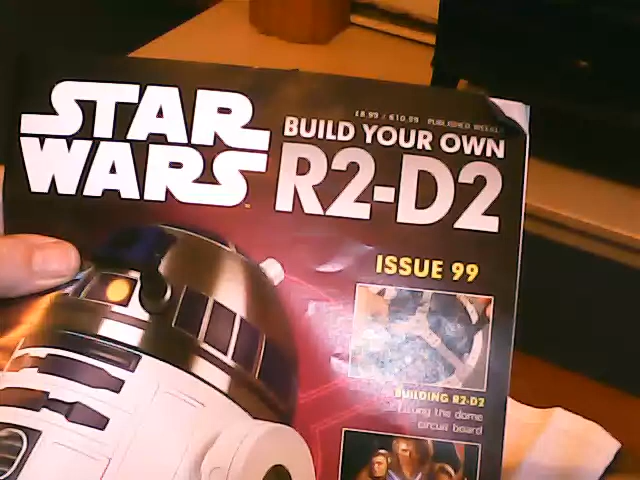 £8.99 / €10.99 PUBLISHED WEEKLY
STAR
WARS
BUILD YOUR OWN
R2-D2
ISSUE 99
BUILDING R2-D2
the dome
circuit board